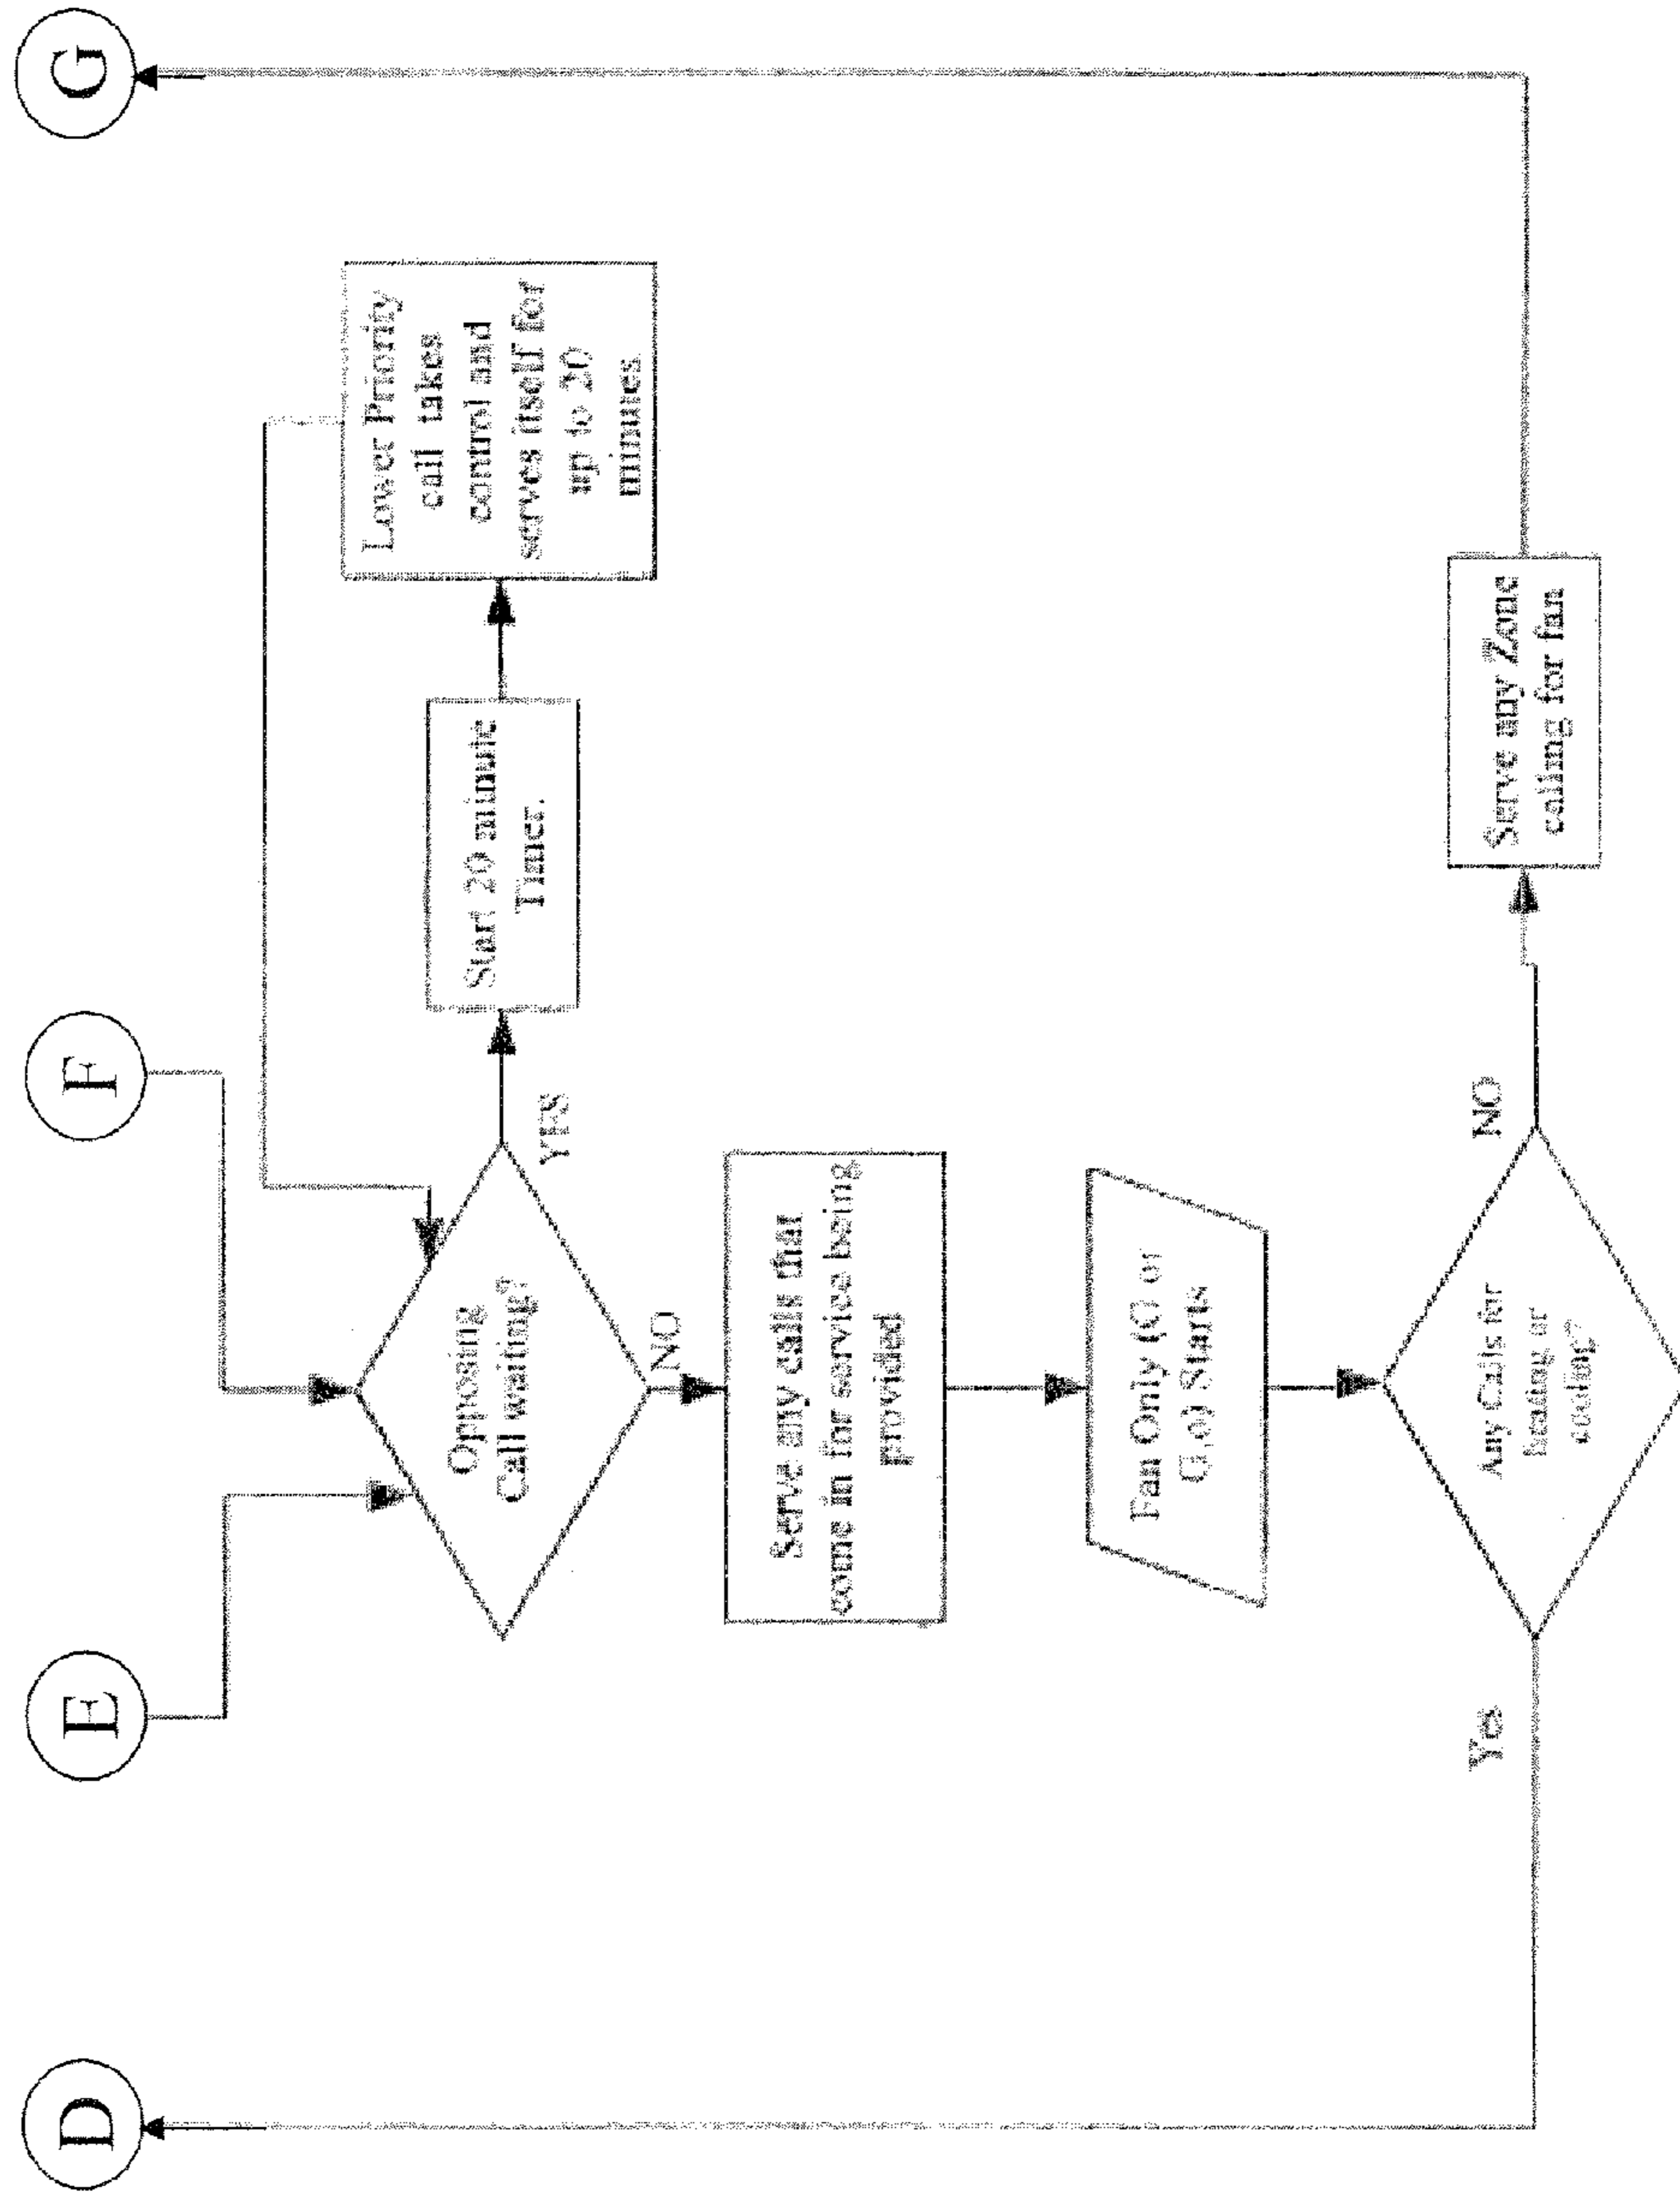 D
E
F
G
Opposing
Call waiting?
YES
Start 20 minute
Timer.
Lower Priority
call takes
control and
serves itself for
up to 20
minutes.
NO
Serve any calls that
come in for service being
provided
Fan Only (G or
Starts
Any Calls for
heating or
cooling?
Yes
NO
Serve any Zone
calling for fan